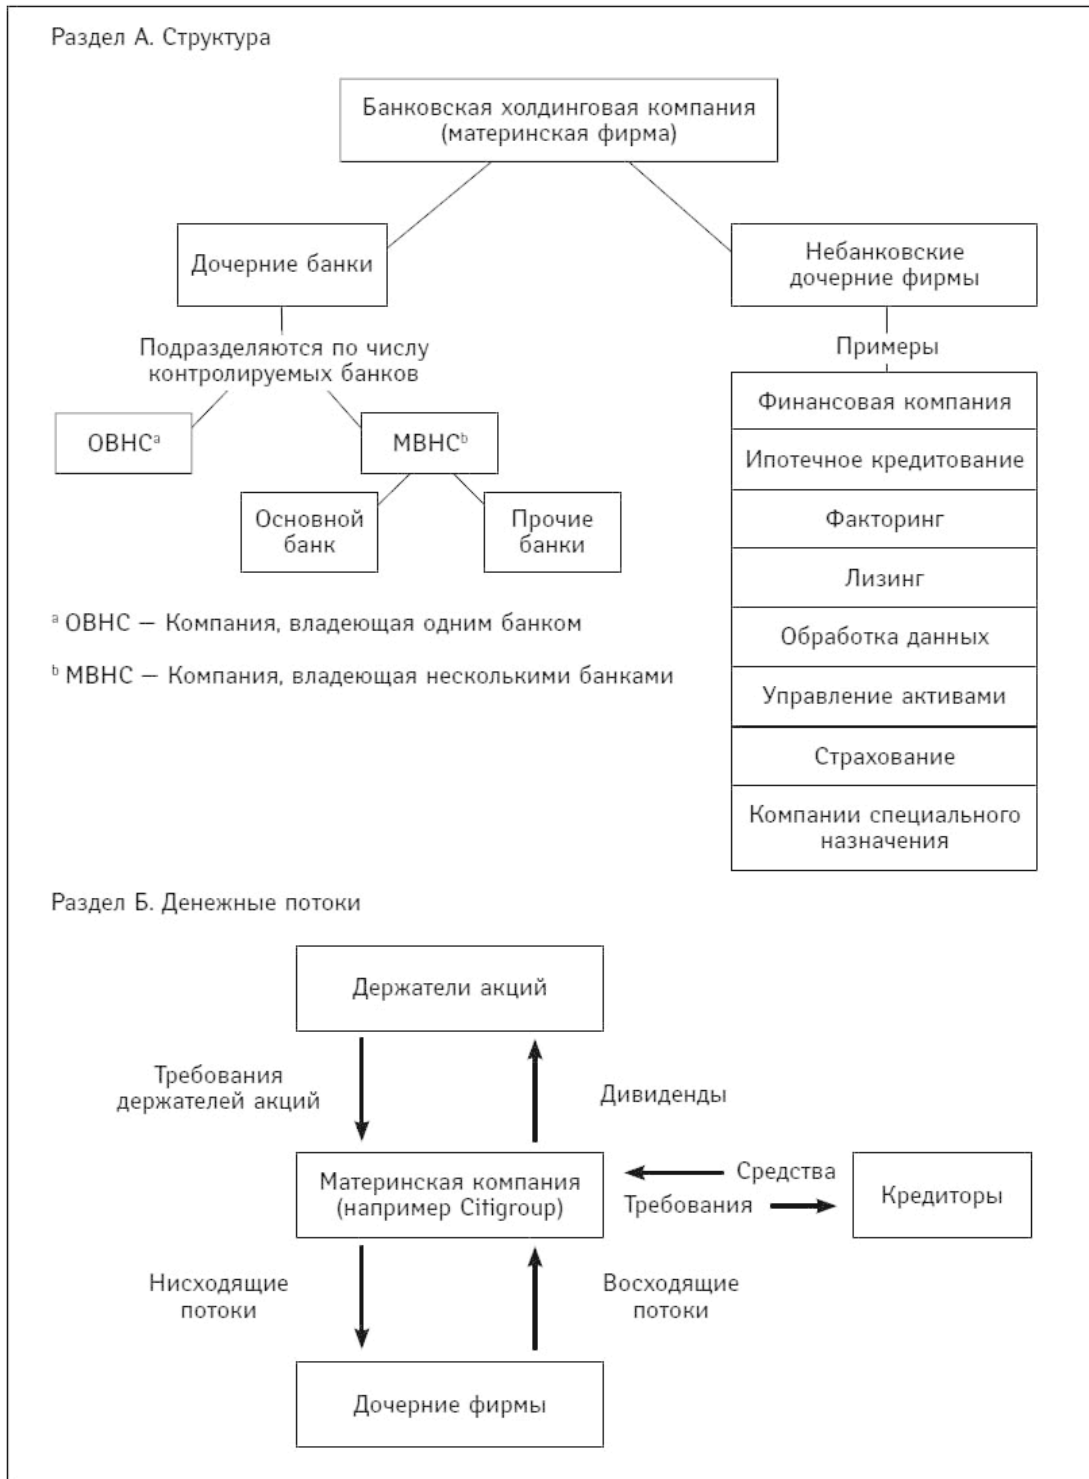 Раздел А. Структура
Банковская холдинговая компания
(материнская фирма)
Дочерние банки
Небанковские
дочерние фирмы
Подразделяются по числу
контролируемых банков
Примеры
ОВНС^a
МВНС^b
Основной
банк
Прочие
банки
Финансовая компания
Ипотечное кредитование
Факторинг
Лизинг
Обработка данных
Управление активами
Страхование
Компании специального
назначения
^a ОВНС — Компания, владеющая одним банком
^b МВНС — Компания, владеющая несколькими банками
Раздел Б. Денежные потоки
Держатели акций
Требования
держателей акций
Дивиденды
Материнская компания
(например Citigroup)
Средства
Требования
Кредиторы
Нисходящие
потоки
Восходящие
потоки
Дочерние фирмы